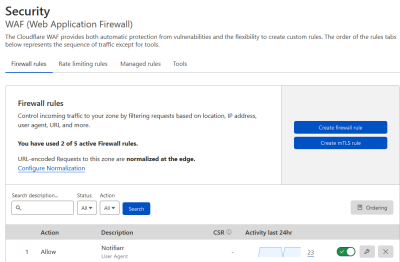 Security
WAF (Web Application Firewall)
The Cloudflare WAF provides both automatic protection from vulnerabilities and the flexibility to create custom rules. The order of the rules tabs
below represents the sequence of traffic except for tools.
Firewall rules Rate limiting rules Managed rules Tools
Firewall rules
Control incoming traffic to your zone by filtering requests based on location, IP address,
user agent, URL and more.
You have used 2 of 5 active Firewall rules.
URL-encoded Requests to this zone are normalized at the edge.
Configure Normalization
Create firewall rule
Create mTLS rule
Search description... Status Action
All All Search
Ordering
Action Description CSR Activity last 24hr
1 Allow Notifiarr - 23
User Agent